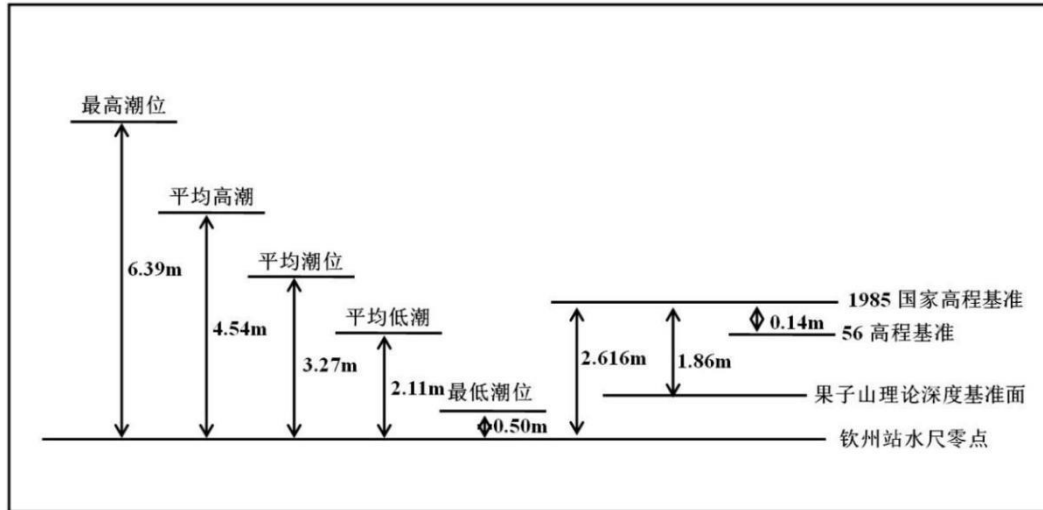 最高潮位
平均高潮
平均潮位
平均低潮
最低潮位
6.39m
4.54m
3.27m
2.11m
0.50m
1985 国家高程基准
0.14m
56 高程基准
2.616m
1.86m
果子山理论深度基准面
钦州站水尺零点